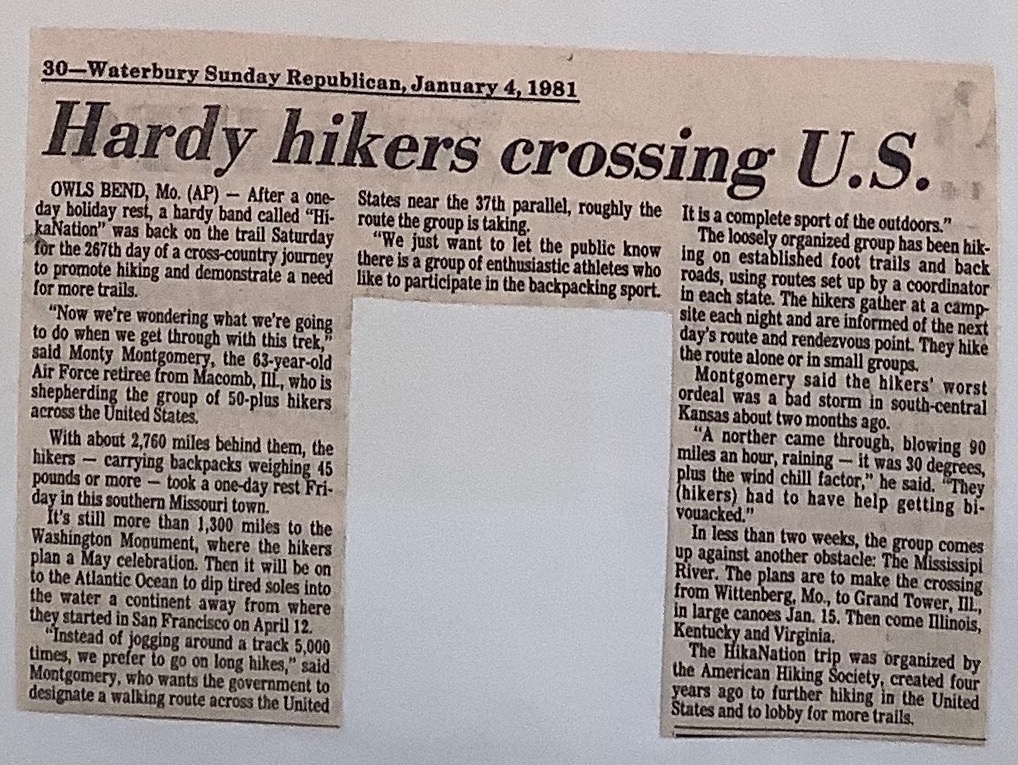 30—Waterbury Sunday Republican, January 4, 1981
Hardy hikers crossing U.S.
OWLS BEND, Mo. (AP) — After a one-
day holiday rest, a hardy band called "Hi-
kaNation" was back on the trail Saturday
for the 267th day of a cross-country journey
to promote hiking and demonstrate a need
for more trails.
"Now we're wondering what we're going
to do when we get through with this trek,"
said Monty Montgomery, the 63-year-old
Air Force retiree from Macomb, Ill., who is
shepherding the group of 50-plus hikers
across the United States.
With about 2,760 miles behind them, the
hikers — carrying backpacks weighing 45
pounds or more — took a one-day rest Fri-
day in this southern Missouri town.
It's still more than 1,300 miles to the
Washington Monument, where the hikers
plan a May celebration. Then it will be on
to the Atlantic Ocean to dip tired soles into
the water a continent away from where
they started in San Francisco on April 12.
"Instead of jogging around a track 5,000
times, we prefer to go on long hikes," said
Montgomery, who wants the government to
designate a walking route across the United
States near the 37th parallel, roughly the
route the group is taking.
"We just want to let the public know
there is a group of enthusiastic athletes who
like to participate in the backpacking sport.
It is a complete sport of the outdoors."
The loosely organized group has been hik-
ing on established foot trails and back
roads, using routes set up by a coordinator
in each state. The hikers gather at a camp-
site each night and are informed of the next
day's route and rendezvous point. They hike
the route alone or in small groups.
Montgomery said the hikers' worst
ordeal was a bad storm in south-central
Kansas about two months ago.
"A norther came through, blowing 90
miles an hour, raining — it was 30 degrees,
plus the wind chill factor," he said. "They
(hikers) had to have help getting bi-
vouacked."
In less than two weeks, the group comes
up against another obstacle: The Mississipi
River. The plans are to make the crossing
from Wittenberg, Mo., to Grand Tower, Ill.,
in large canoes Jan. 15. Then come Illinois,
Kentucky and Virginia.
The HikaNation trip was organized by
the American Hiking Society, created four
years ago to further hiking in the United
States and to lobby for more trails.